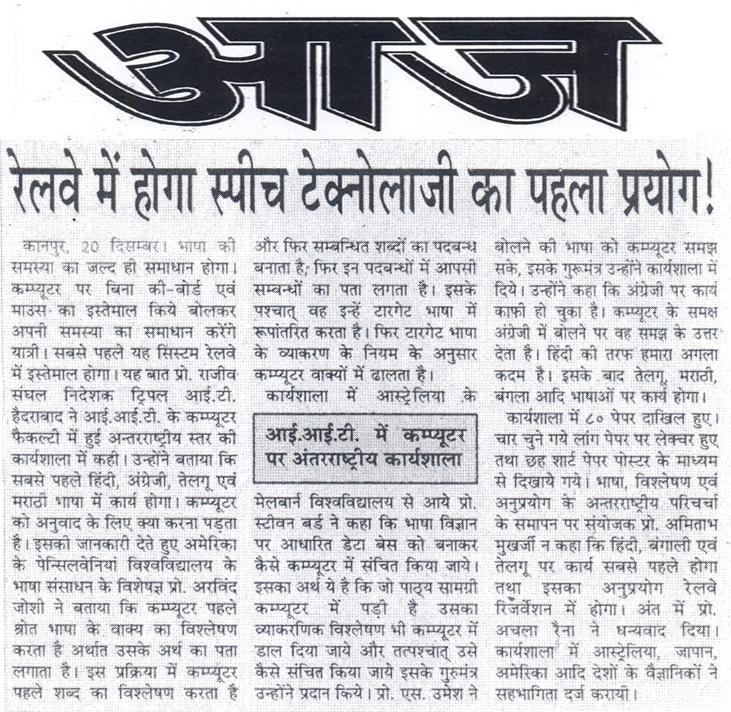 आज
रेलवे में होगा स्पीच टेक्नोलाजी का पहला प्रयोग!
कानपुर, 20 दिसम्बर। भाषा की
समस्या का जल्द ही समाधान होगा।
कम्प्यूटर पर बिना की-बोर्ड एवं
माउस का इस्तेमाल किये बोलकर
अपनी समस्या का समाधान करेंगे
यात्री। सबसे पहले यह सिस्टम रेलवे
में इस्तेमाल होगा। यह बात प्रो. राजीव
संघल निदेशक ट्रिपल आई.टी.
हैदराबाद ने आई.आई.टी. के कम्प्यूटर
फैकल्टी में हुई अन्तरराष्ट्रीय स्तर की
कार्यशाला में कही। उन्होंने बताया कि
सबसे पहले हिंदी, अंग्रेजी, तेलगू एवं
मराठी भाषा में कार्य होगा। कम्प्यूटर
को अनुवाद के लिए क्या करना पड़ता
है। इसकी जानकारी देते हुए अमेरिका
के पेन्सिलवेनियां विश्वविद्यालय के
भाषा संसाधन के विशेषज्ञ प्रो. अरविंद
जोशी ने बताया कि कम्प्यूटर पहले
श्रोत भाषा के वाक्य का विश्लेषण
करता है अर्थात उसके अर्थ का पता
लगाता है। इस प्रक्रिया में कम्प्यूटर
पहले शब्द का विश्लेषण करता है
और फिर सम्बन्धित शब्दों का पदबन्ध
बनाता है; फिर इन पदबन्धों में आपसी
सम्बन्धों का पता लगता है। इसके
पश्चात् वह इन्हें टारगेट भाषा में
रूपांतरित करता है। फिर टारगेट भाषा
के व्याकरण के नियम के अनुसार
कम्प्यूटर वाक्यों में ढालता है।
कार्यशाला में आस्ट्रेलिया के
आई.आई.टी. में कम्प्यूटर
पर अंतरराष्ट्रीय कार्यशाला
मेलबार्न विश्वविद्यालय से आये प्रो.
स्टीवन बर्ड ने कहा कि भाषा विज्ञान
पर आधारित डेटा बेस को बनाकर
कैसे कम्प्यूटर में संचित किया जाये।
इसका अर्थ ये है कि जो पाठ्य सामग्री
कम्प्यूटर में पड़ी है उसका
व्याकरणिक विश्लेषण भी कम्प्यूटर में
डाल दिया जाये और तत्पश्चात् उसे
कैसे संचित किया जाये इसके गुरुमंत्र
उन्होंने प्रदान किये। प्रो. एस. उमेश ने
बोलने की भाषा को कम्प्यूटर समझ
सके, इसके गुरूमंत्र उन्होंने कार्यशाला में
दिये। उन्होंने कहा कि अंग्रेजी पर कार्य
काफी हो चुका है। कम्प्यूटर के समक्ष
अंग्रेजी में बोलने पर वह समझ के उत्तर
देता है। हिंदी की तरफ हमारा अगला
कदम है। इसके बाद तेलगू, मराठी,
बंगला आदि भाषाओं पर कार्य होगा।
कार्यशाला में ८० पेपर दाखिल हुए।
चार चुने गये लांग पेपर पर लेक्चर हुए
तथा छह शार्ट पेपर पोस्टर के माध्यम
से दिखाये गये। भाषा, विश्लेषण एवं
अनुप्रयोग के अन्तरराष्ट्रीय परिचर्चा
के समापन पर संयोजक प्रो. अमिताभ
मुखर्जी न कहा कि हिंदी, बंगाली एवं
तेलगू पर कार्य सबसे पहले होगा
तथा इसका अनुप्रयोग रेलवे
रिजर्वेशन में होगा। अंत में प्रो.
अचला रैना ने धन्यवाद दिया।
कार्यशाला में आस्ट्रेलिया, जापान,
अमेरिका आदि देशों के वैज्ञानिकों ने
सहभागिता दर्ज करायी।